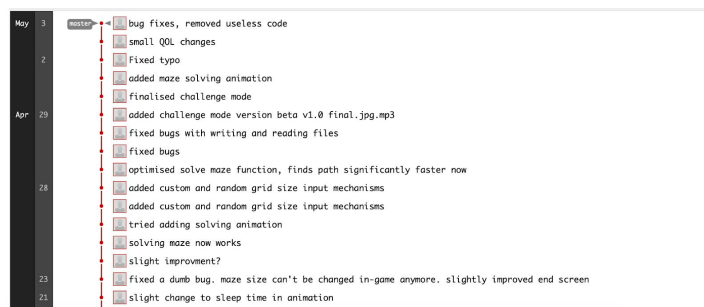 May 3 master bug fixes, removed useless code
small QOL changes
2 Fixed typo
added maze solving animation
finalised challenge mode
Apr 29 added challenge mode version beta v1.0 final.jpg.mp3
fixed bugs with writing and reading files
fixed bugs
optimised solve maze function, finds path significantly faster now
28 added custom and random grid size input mechanisms
added custom and random grid size input mechanisms
tried adding solving animation
solving maze now works
slight improvment?
23 fixed a dumb bug. maze size can't be changed in-game anymore. slightly improved end screen
21 slight change to sleep time in animation